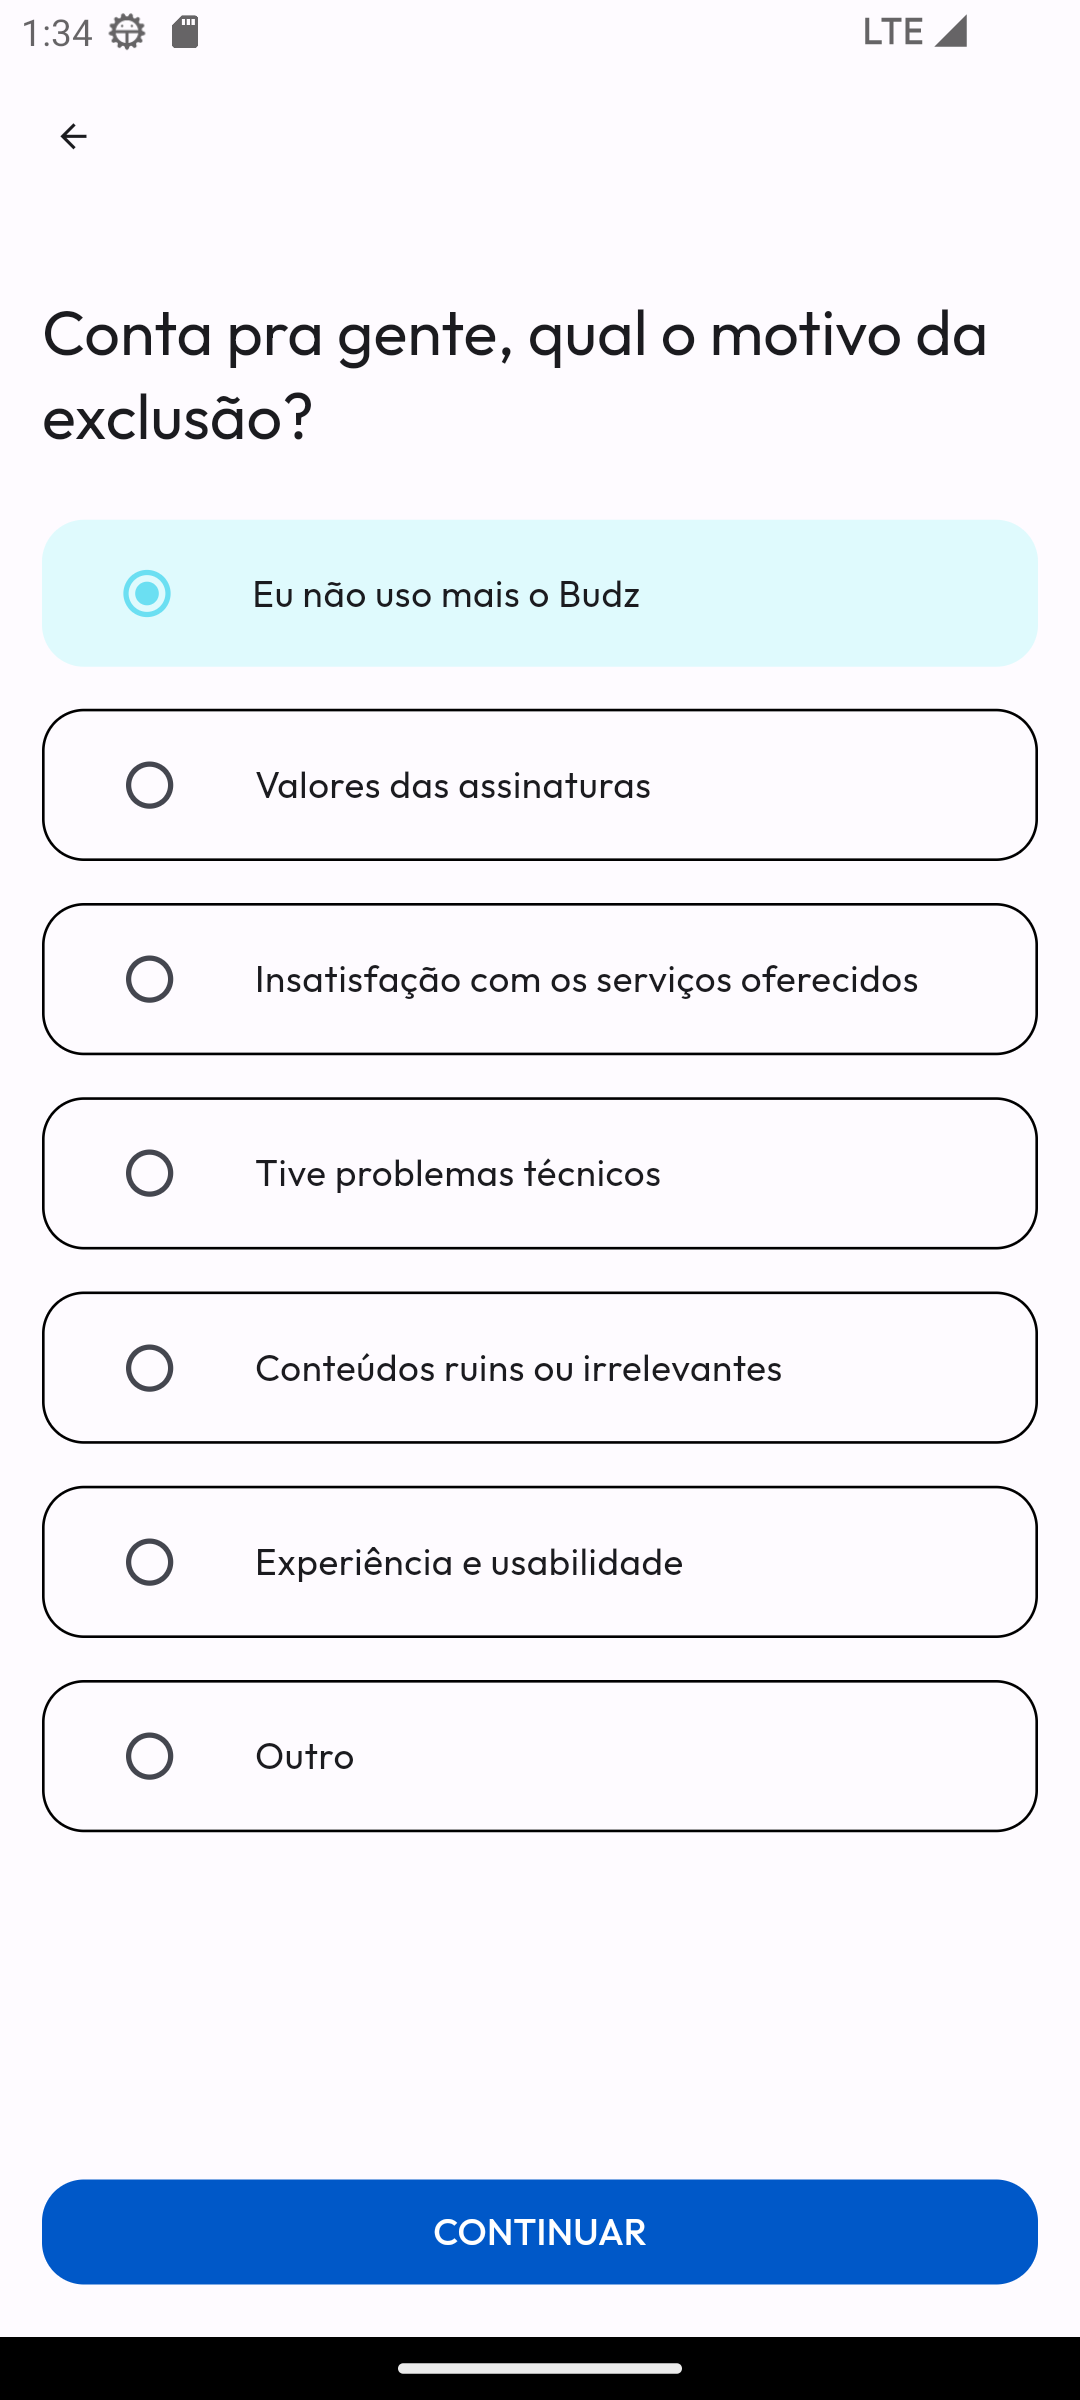 1:34 LTE
Conta pra gente, qual o motivo da
exclusão?
Eu não uso mais o Budz
Valores das assinaturas
Insatisfação com os serviços oferecidos
Tive problemas técnicos
Conteúdos ruins ou irrelevantes
Experiência e usabilidade
Outro
CONTINUAR